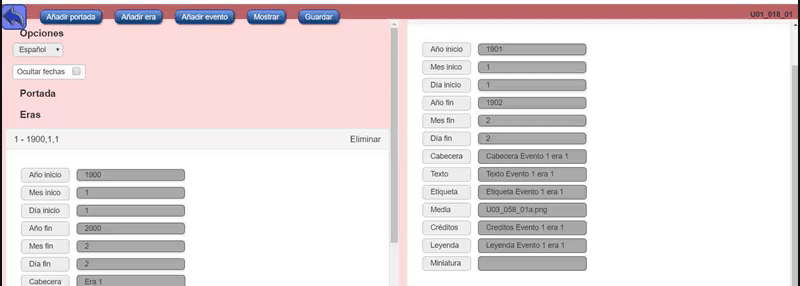 Añadir portada Añadir era Añadir evento Mostrar Guardar U01_018_01
Opciones
Español
Ocultar fechas
Portada
Eras
1 - 1900,1,1 Eliminar
Año inicio 1900
Mes inico 1
Día inicio 1
Año fin 2000
Mes fin 2
Día fin 2
Cabecera Era 1
Año inicio 1901
Mes inico 1
Dia inicio 1
Año fin 1902
Mes fin 2
Dia fin 2
Cabecera Cabecera Evento 1 era 1
Texto Texto Evento 1 era 1
Etiqueta Etiqueta Evento 1 era 1
Media U03_058_01a.png
Créditos Creditos Evento 1 era 1
Leyenda Leyenda Evento 1 era 1
Miniatura